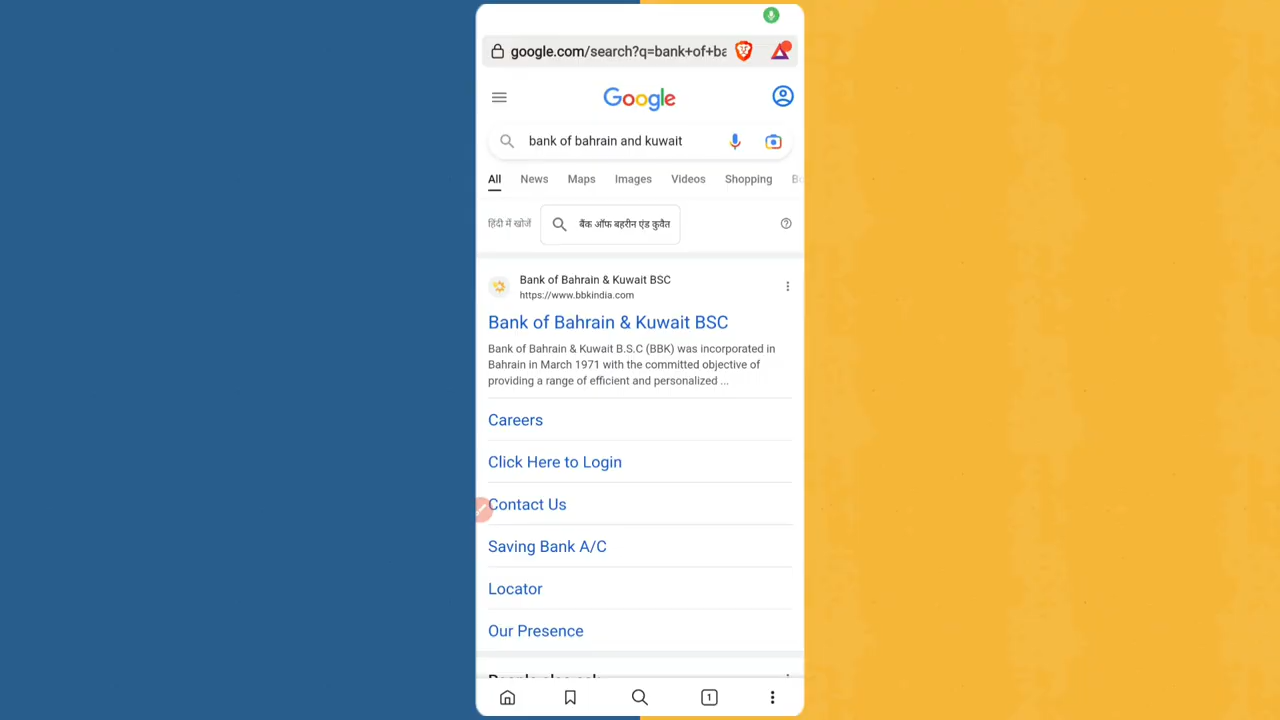 google.com/search?q=bank+of+ba
Google
bank of bahrain and kuwait
All News Maps Images Videos Shopping
हिंदी में खोजें बैंक ऑफ बहरीन एंड कुवैत
Bank of Bahrain & Kuwait BSC
https://www.bbkindia.com
Bank of Bahrain & Kuwait BSC
Bank of Bahrain & Kuwait B.S.C (BBK) was incorporated in
Bahrain in March 1971 with the committed objective of
providing a range of efficient and personalized ...
Careers
Click Here to Login
Contact Us
Saving Bank A/C
Locator
Our Presence
1